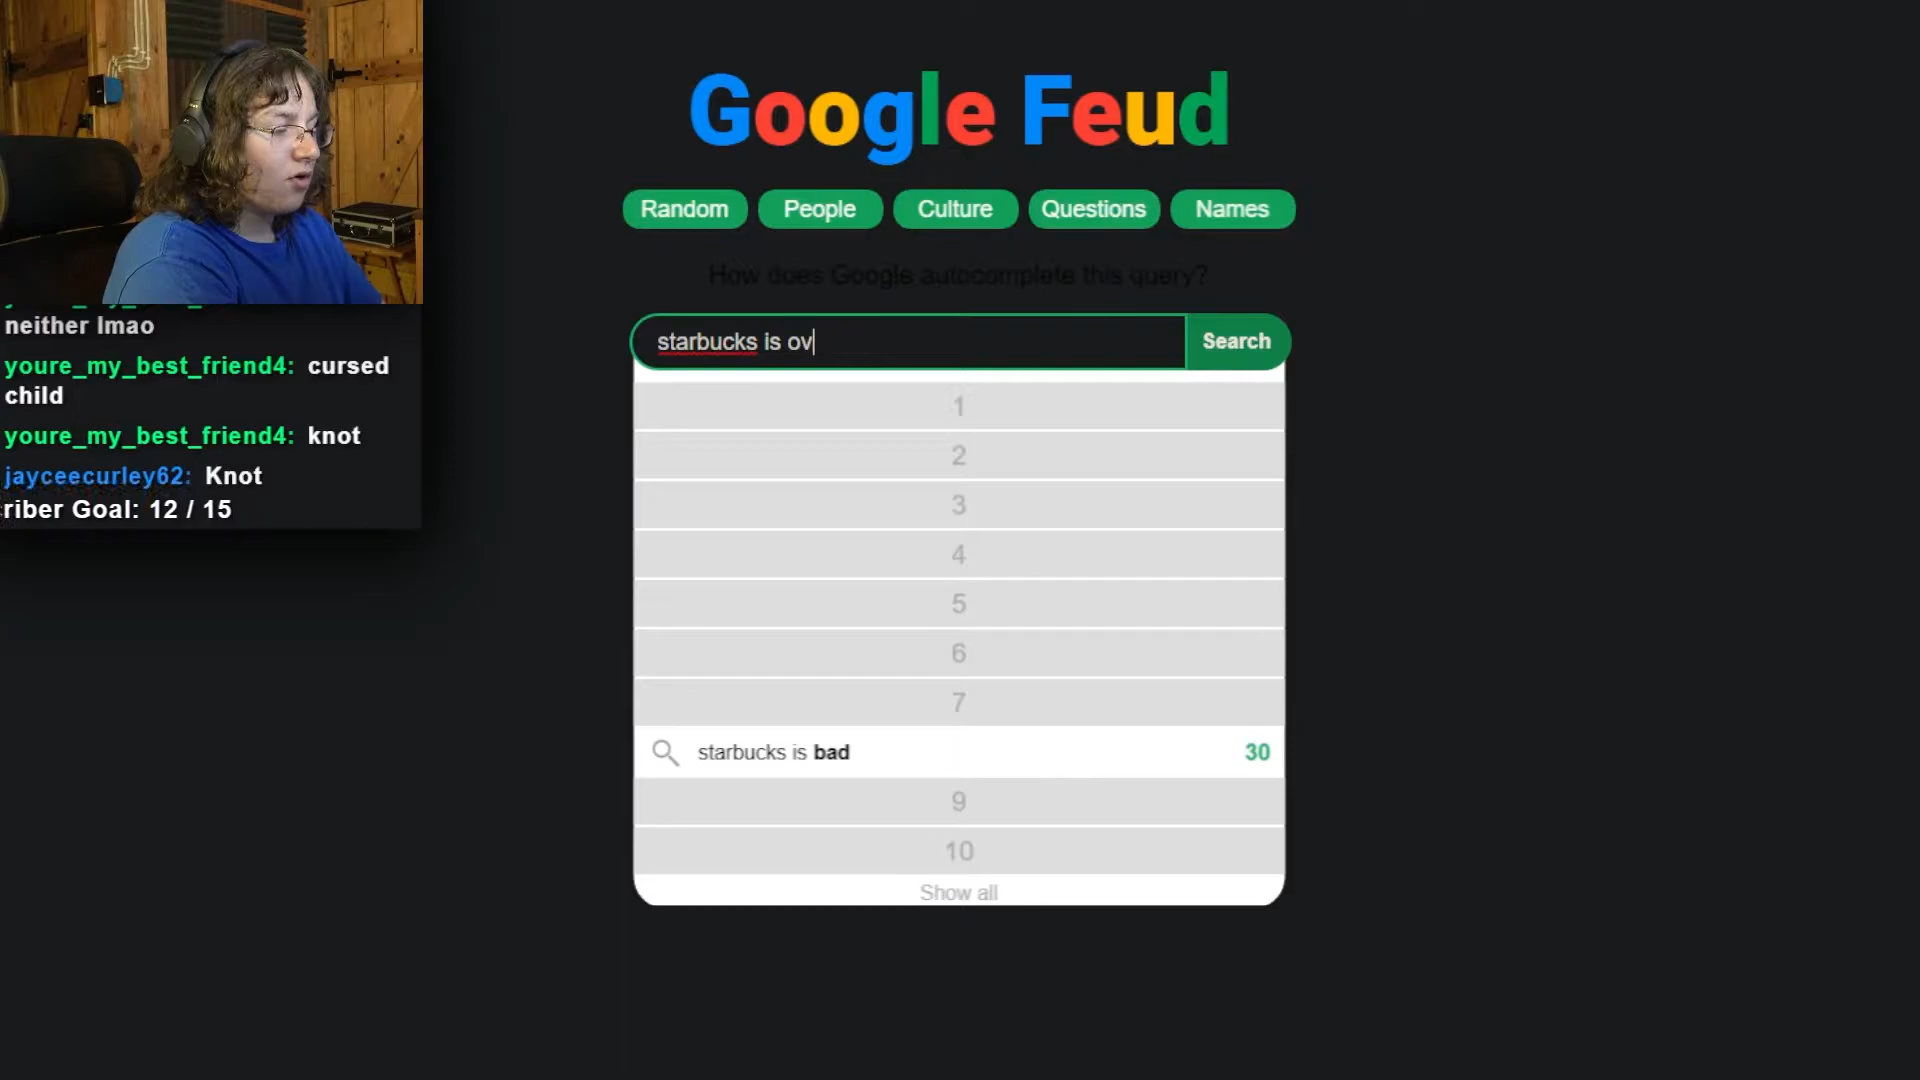 Google Feud
Random People Culture Questions Names
How does Google autocomplete this query?
starbucks is ov Search
1
2
3
4
5
6
7
starbucks is bad 30
9
10
Show all
neither lmao
youre_my_best_friend4: cursed
child
youre_my_best_friend4: knot
jayceecurley62: Knot
riber Goal: 12 / 15